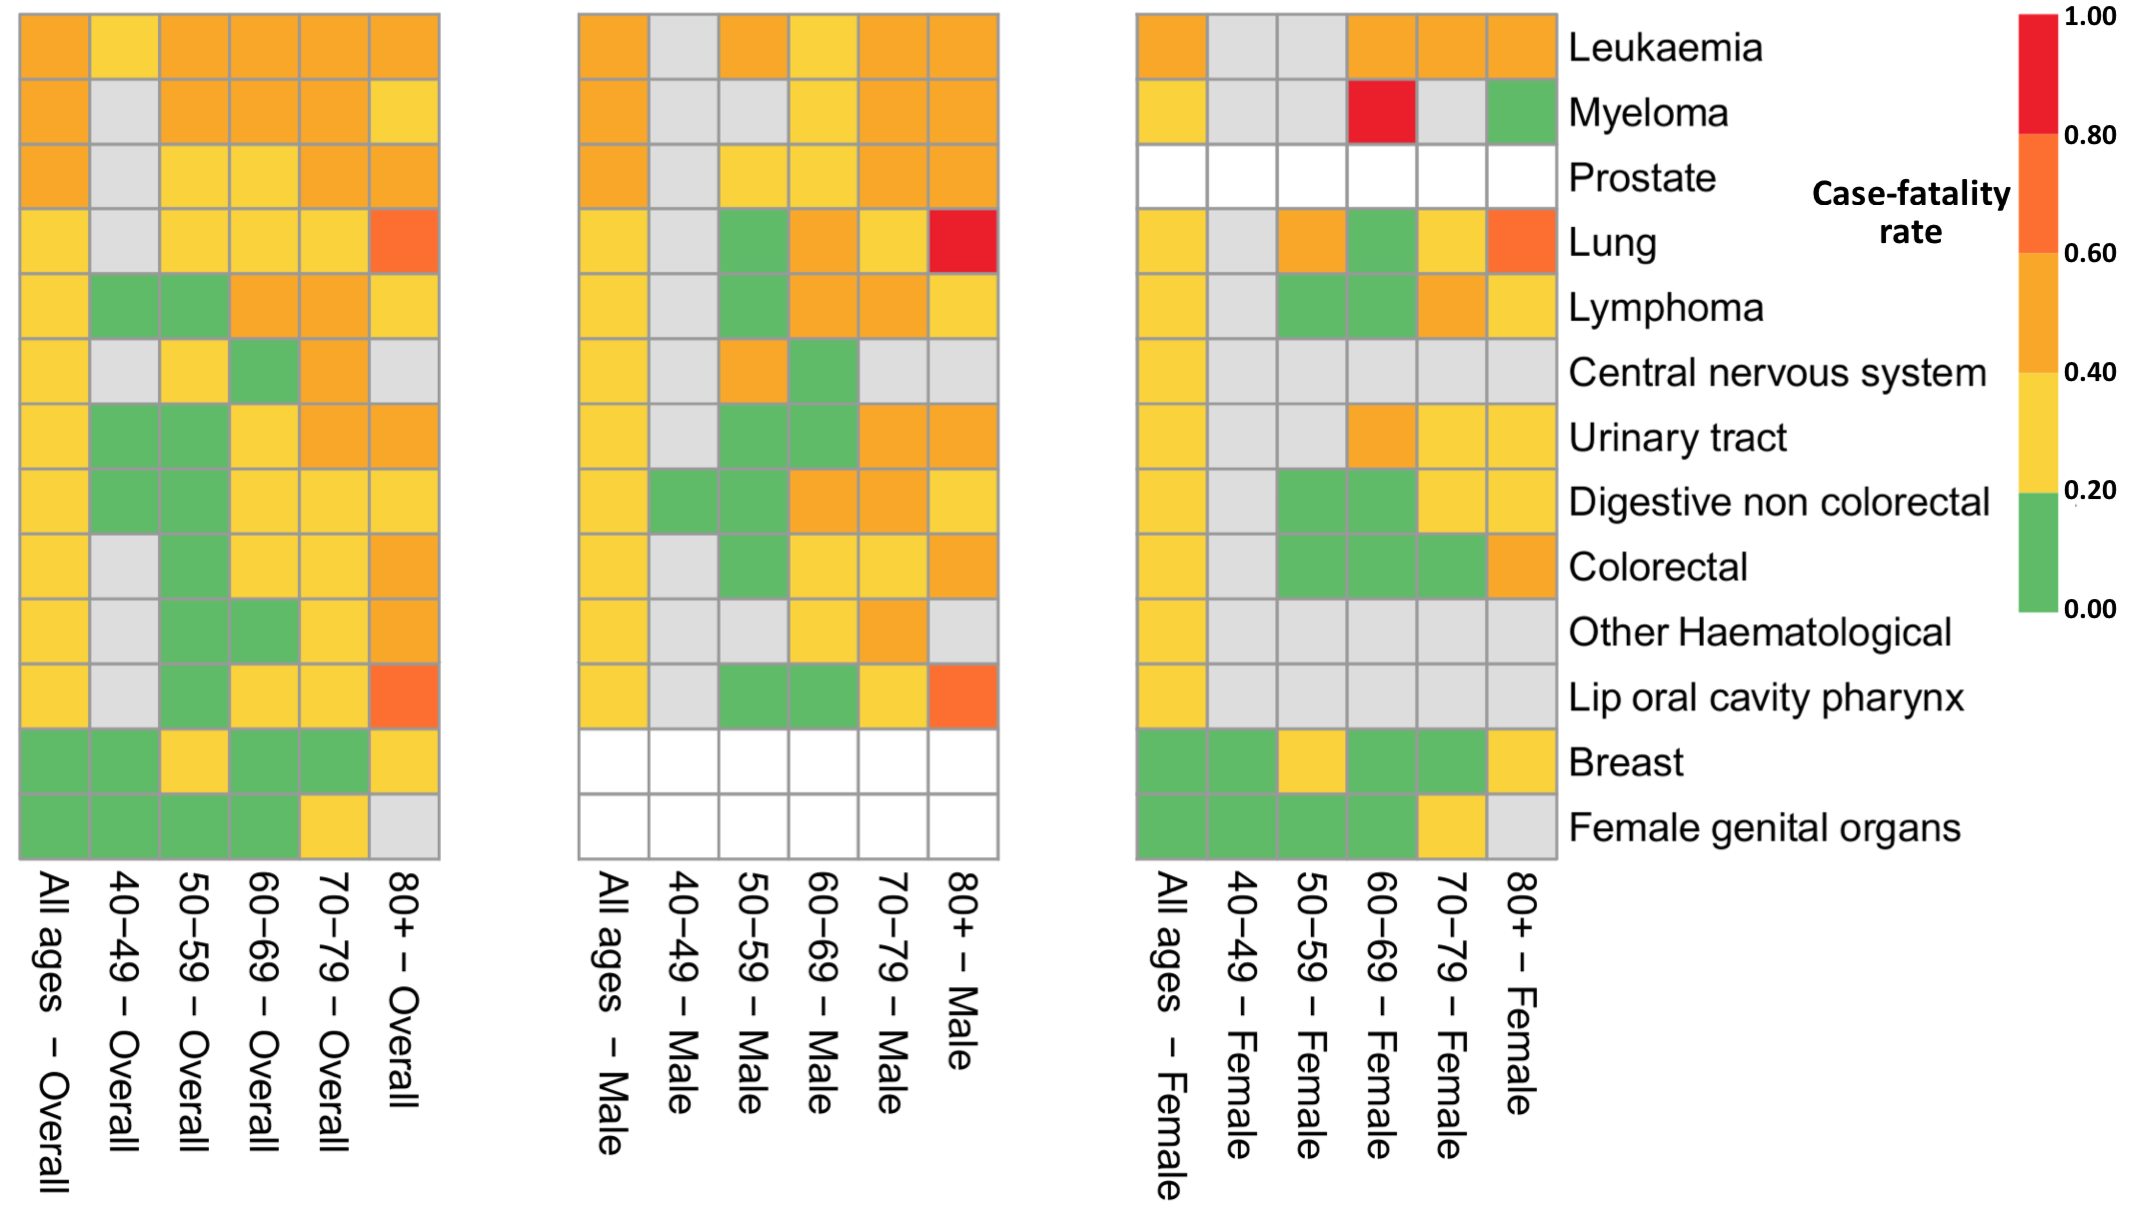 Leukaemia
Myeloma
Prostate
Lung
Lymphoma
Central nervous system
Urinary tract
Digestive non colorectal
Colorectal
Other Haematological
Lip oral cavity pharynx
Breast
Female genital organs
Case-fatality
rate
1.00
0.80
0.60
0.40
0.20
0.00
All ages – Overall
40–49 – Overall
50–59 – Overall
60–69 – Overall
70–79 – Overall
80+ – Overall
All ages – Male
40–49 – Male
50–59 – Male
60–69 – Male
70–79 – Male
80+ – Male
All ages – Female
40–49 – Female
50–59 – Female
60–69 – Female
70–79 – Female
80+ – Female